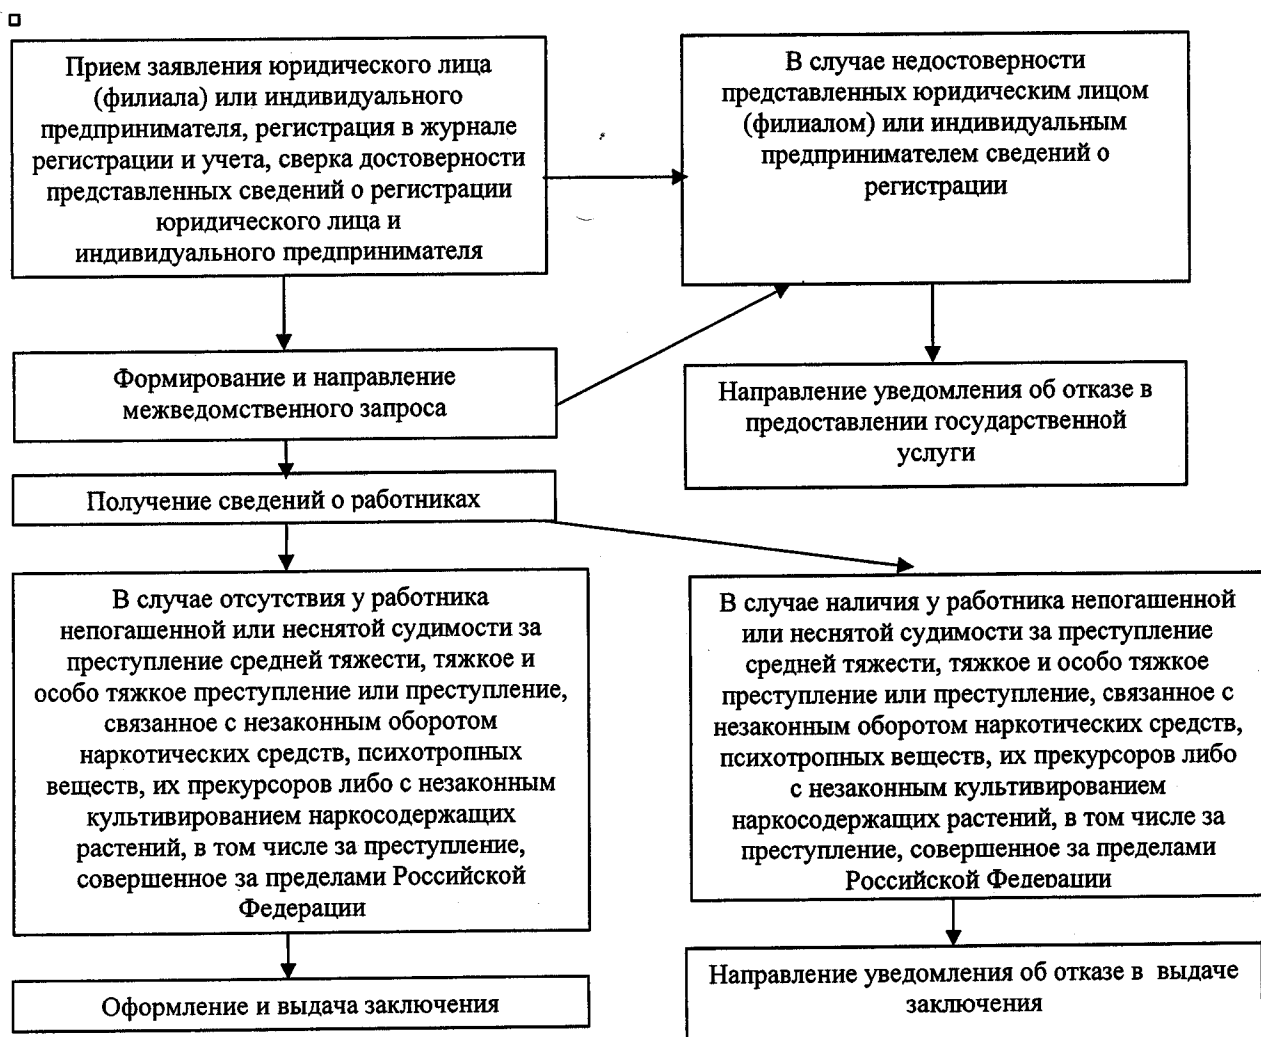 Прием заявления юридического лица
(филиала) или индивидуального
предпринимателя, регистрация в журнале
регистрации и учета, сверка достоверности
представленных сведений о регистрации
юридического лица и
индивидуального предпринимателя
В случае недостоверности
представленных юридическим лицом
(филиалом) или индивидуальным
предпринимателем сведений о
регистрации
Формирование и направление
межведомственного запроса
Направление уведомления об отказе в
предоставлении государственной
услуги
Получение сведений о работниках
В случае отсутствия у работника
непогашенной или неснятой судимости за
преступление средней тяжести, тяжкое и
особо тяжкое преступление или преступление,
связанное с незаконным оборотом
наркотических средств, психотропных
веществ, их прекурсоров либо с незаконным
культивированием наркосодержащих
растений, в том числе за преступление,
совершенное за пределами Российской
Федерации
В случае наличия у работника непогашенной
или неснятой судимости за преступление
средней тяжести, тяжкое и особо тяжкое
преступление или преступление, связанное с
незаконным оборотом наркотических средств,
психотропных веществ, их прекурсоров либо
с незаконным культивированием
наркосодержащих растений, в том числе за
преступление, совершенное за пределами
Российской Федерации
Оформление и выдача заключения
Направление уведомления об отказе в выдаче
заключения